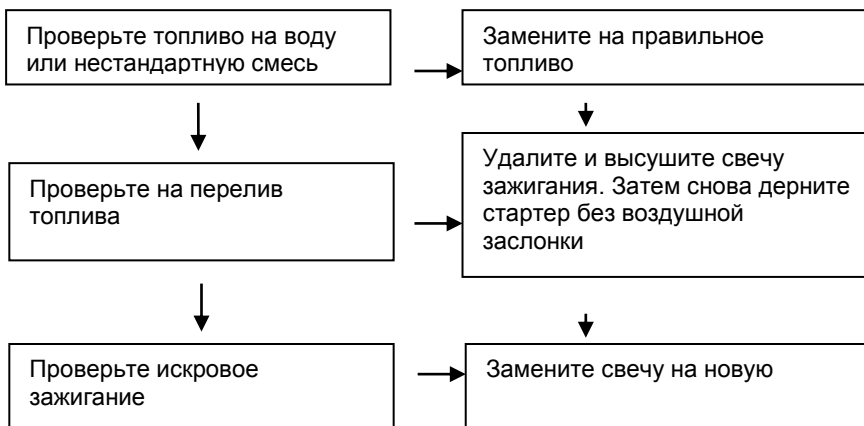 Проверьте топливо на воду
или нестандартную смесь
Замените на правильное
топливо
Проверьте на перелив
топлива
Удалите и высушите свечу
зажигания. Затем снова дерните
стартер без воздушной
заслонки
Проверьте искровое
зажигание
Замените свечу на новую